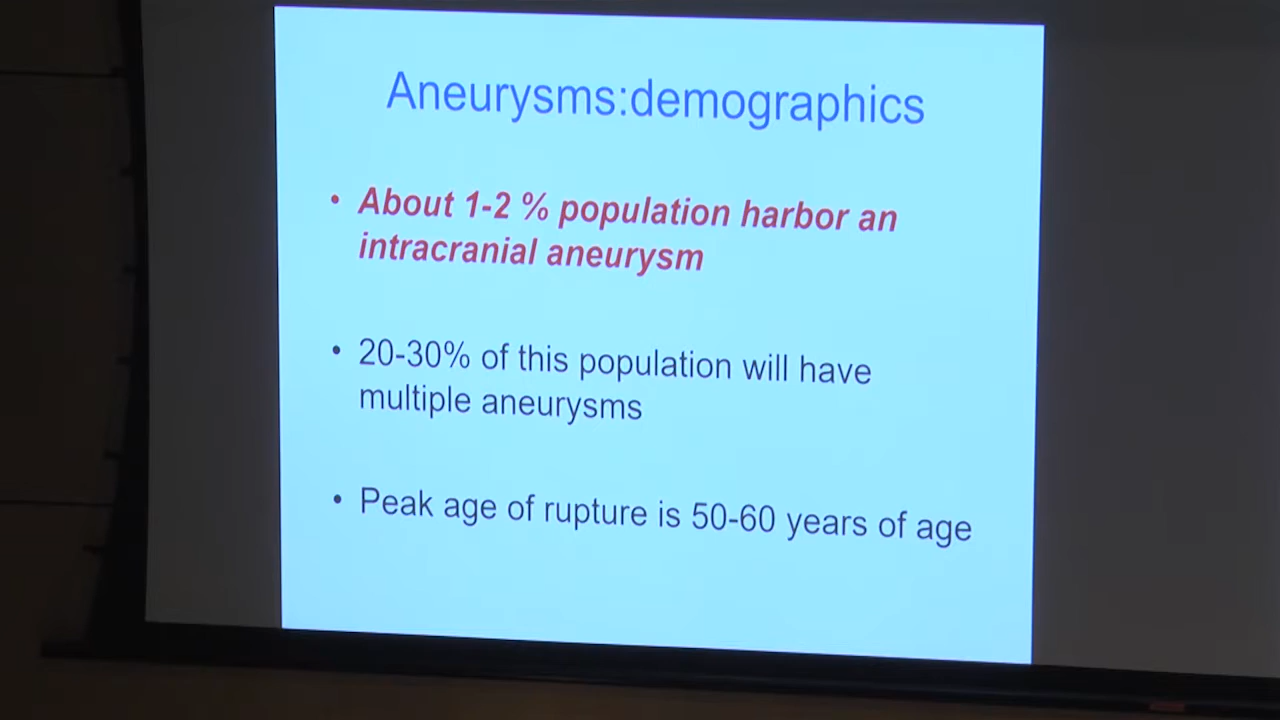 Aneurysms:demographics
• About 1-2 % population harbor an
intracranial aneurysm
• 20-30% of this population will have
multiple aneurysms
• Peak age of rupture is 50-60 years of age